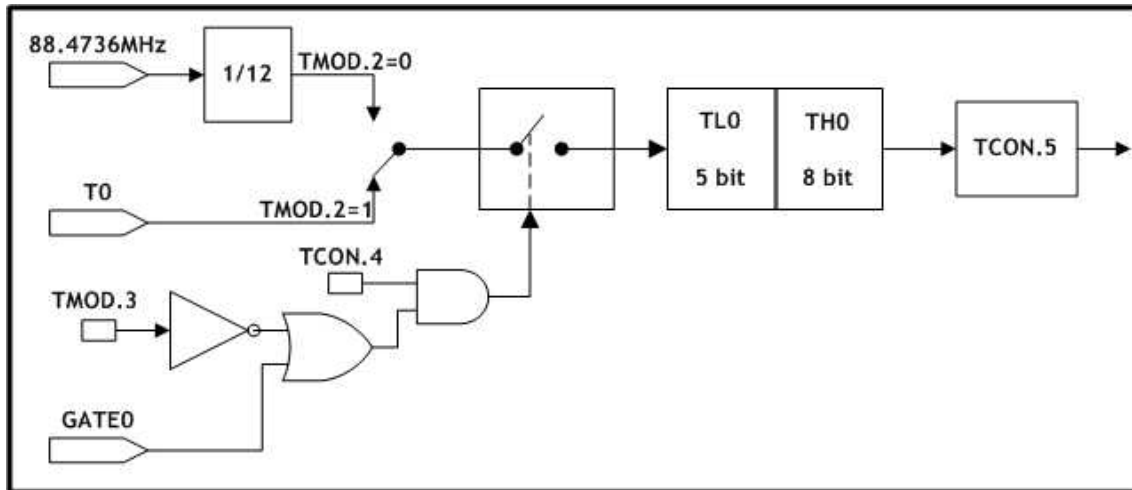 88.4736MHz
1/12
TMOD.2=0
TL0
TH0
5 bit
8 bit
TCON.5
T0
TMOD.2=1
TCON.4
TMOD.3
GATE0